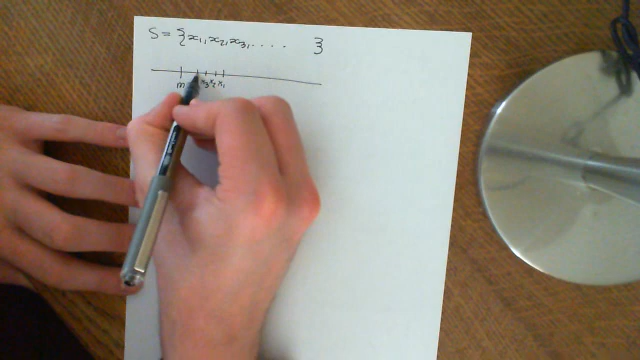 S = {x₁, x₂, x₃, . . . . }
m x₃ x₂ x₁